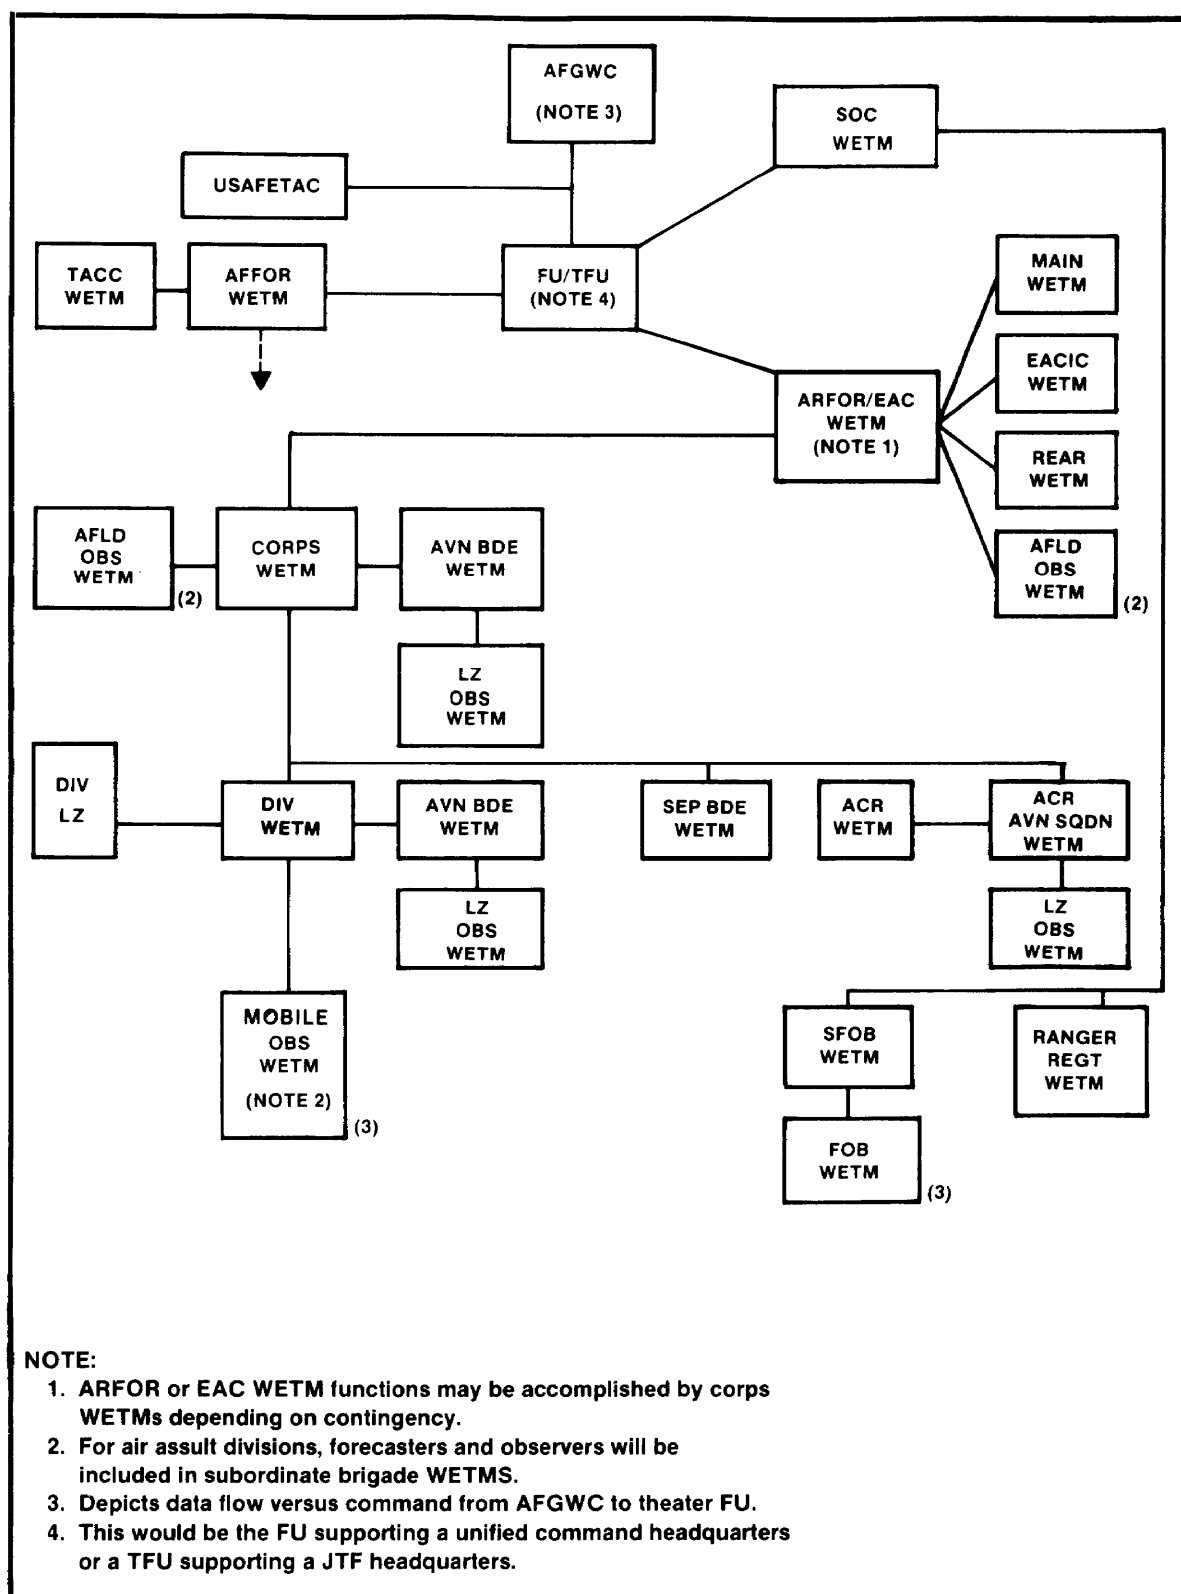 AFGWC
(NOTE 3)
SOC
WETM
USAFETAC
TACC
WETM
AFFOR
WETM
FU/TFU
(NOTE 4)
MAIN
WETM
EACIC
WETM
ARFOR/EAC
WETM
(NOTE 1)
REAR
WETM
AFLD
OBS
WETM
(2)
AFLD
OBS
WETM
(2)
CORPS
WETM
AVN BDE
WETM
LZ
OBS
WETM
DIV
LZ
DIV
WETM
AVN BDE
WETM
SEP BDE
WETM
ACR
WETM
ACR
AVN SQDN
WETM
LZ
OBS
WETM
LZ
OBS
WETM
MOBILE
OBS
WETM
(NOTE 2)
(3)
SFOB
WETM
RANGER
REGT
WETM
FOB
WETM
(3)
NOTE:
1. ARFOR or EAC WETM functions may be accomplished by corps
WETMs depending on contingency.
2. For air assult divisions, forecasters and observers will be
included in subordinate brigade WETMS.
3. Depicts data flow versus command from AFGWC to theater FU.
4. This would be the FU supporting a unified command headquarters
or a TFU supporting a JTF headquarters.